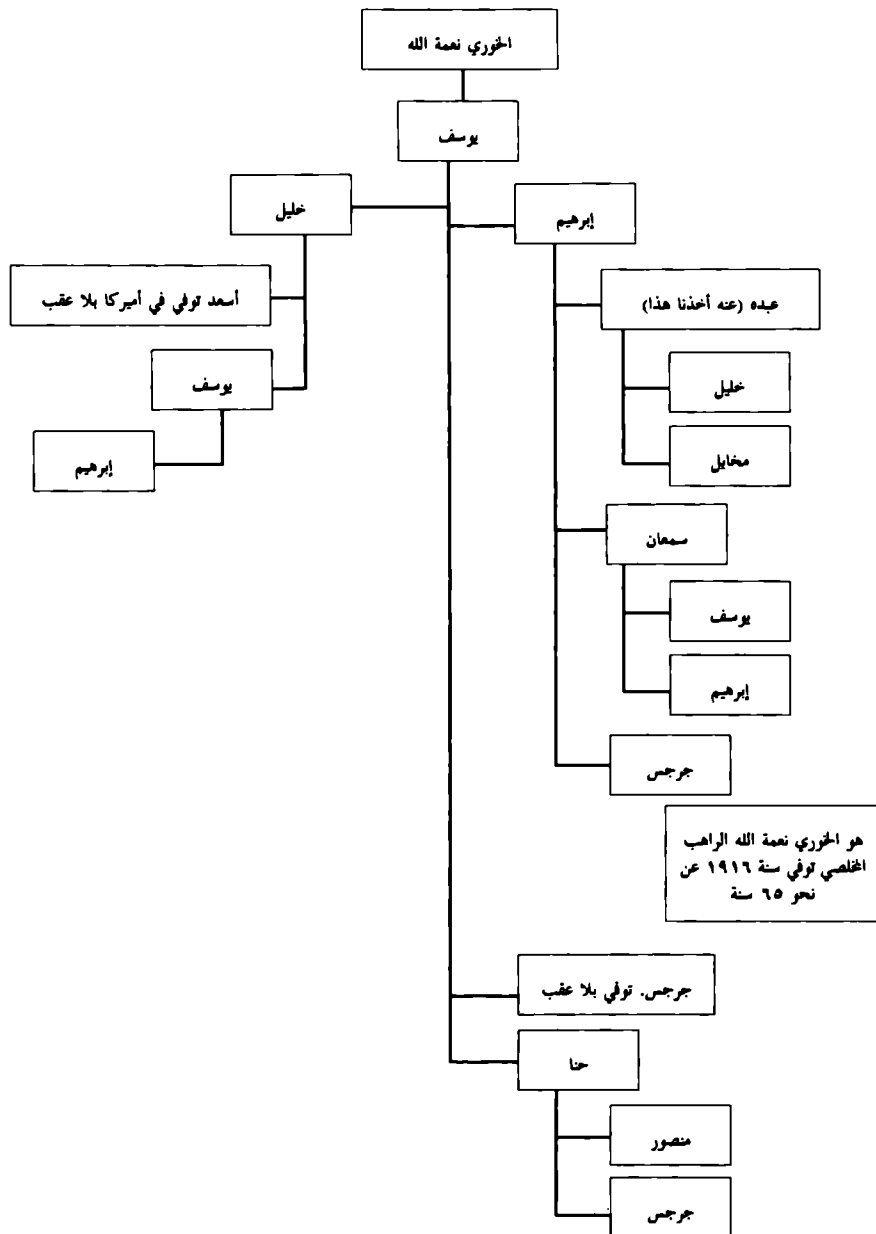 الخوري نعمة الله
يوسف
إبرهيم
خليل
عبده (عنه أخذنا هذا)
أسعد توفي في أميركا بلا عقب
خليل
يوسف
مخايل
إبرهيم
سمعان
يوسف
إبرهيم
جرجس
هو الخوري نعمة الله الراهب
المخلصي توفي سنة ١٩١٦ عن
نحو ٦٥ سنة
جرجس. توفي بلا عقب
حنا
منصور
جرجس